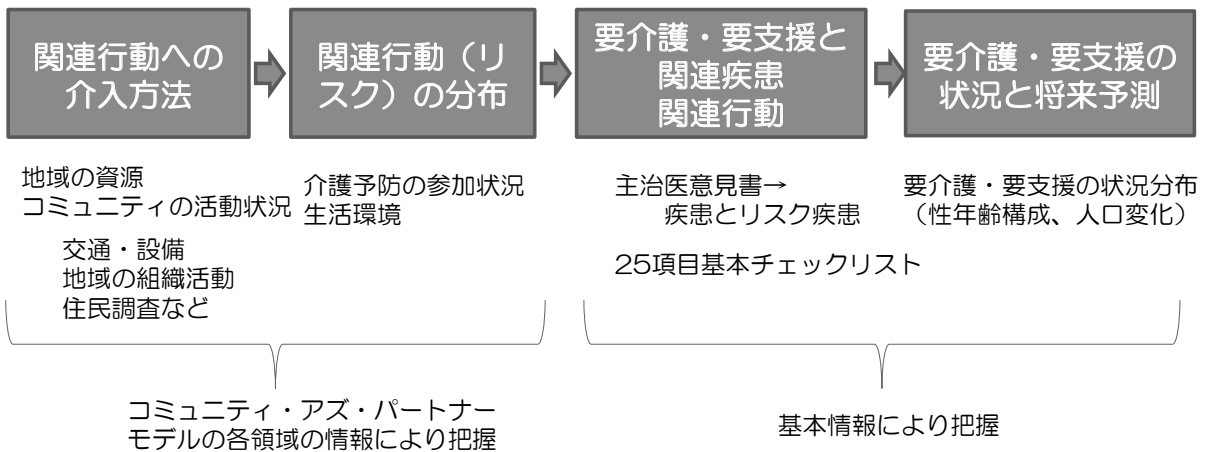 関連行動への
介入方法
関連行動（リ
スク）の分布
要介護・要支援と
関連疾患
関連行動
要介護・要支援の
状況と将来予測
地域の資源
コミュニティの活動状況
交通・設備
地域の組織活動
住民調査など
介護予防の参加状況
生活環境
主治医意見書→
疾患とリスク疾患
25項目基本チェックリスト
要介護・要支援の状況分布
（性年齢構成、人口変化）
コミュニティ・アズ・パートナー
モデルの各領域の情報により把握
基本情報により把握